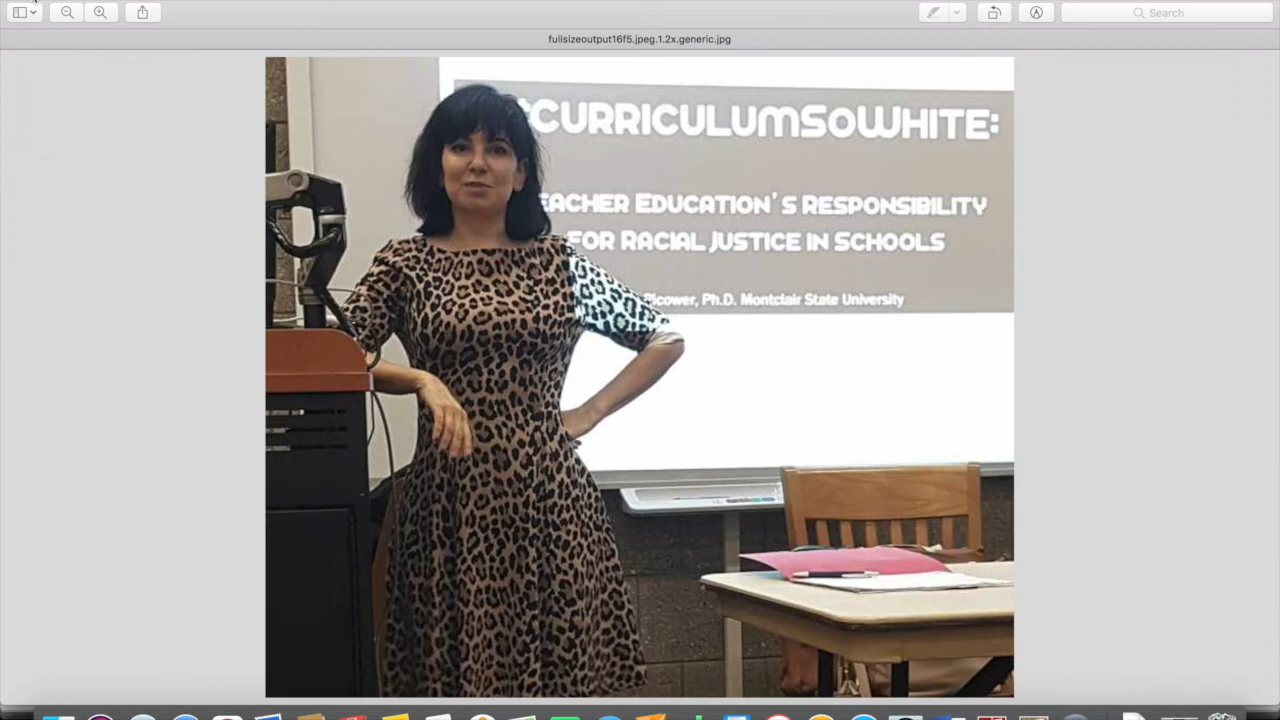 Search
fullsizeoutput16f5.jpeg.1.2x.generic.jpg
CURRICULUMSOWHITE:
EACHER EDUCATION'S RESPONSIBILITY
FOR RACIAL JUSTICE IN SCHOOLS
Picower, Ph.D. Montclair State University